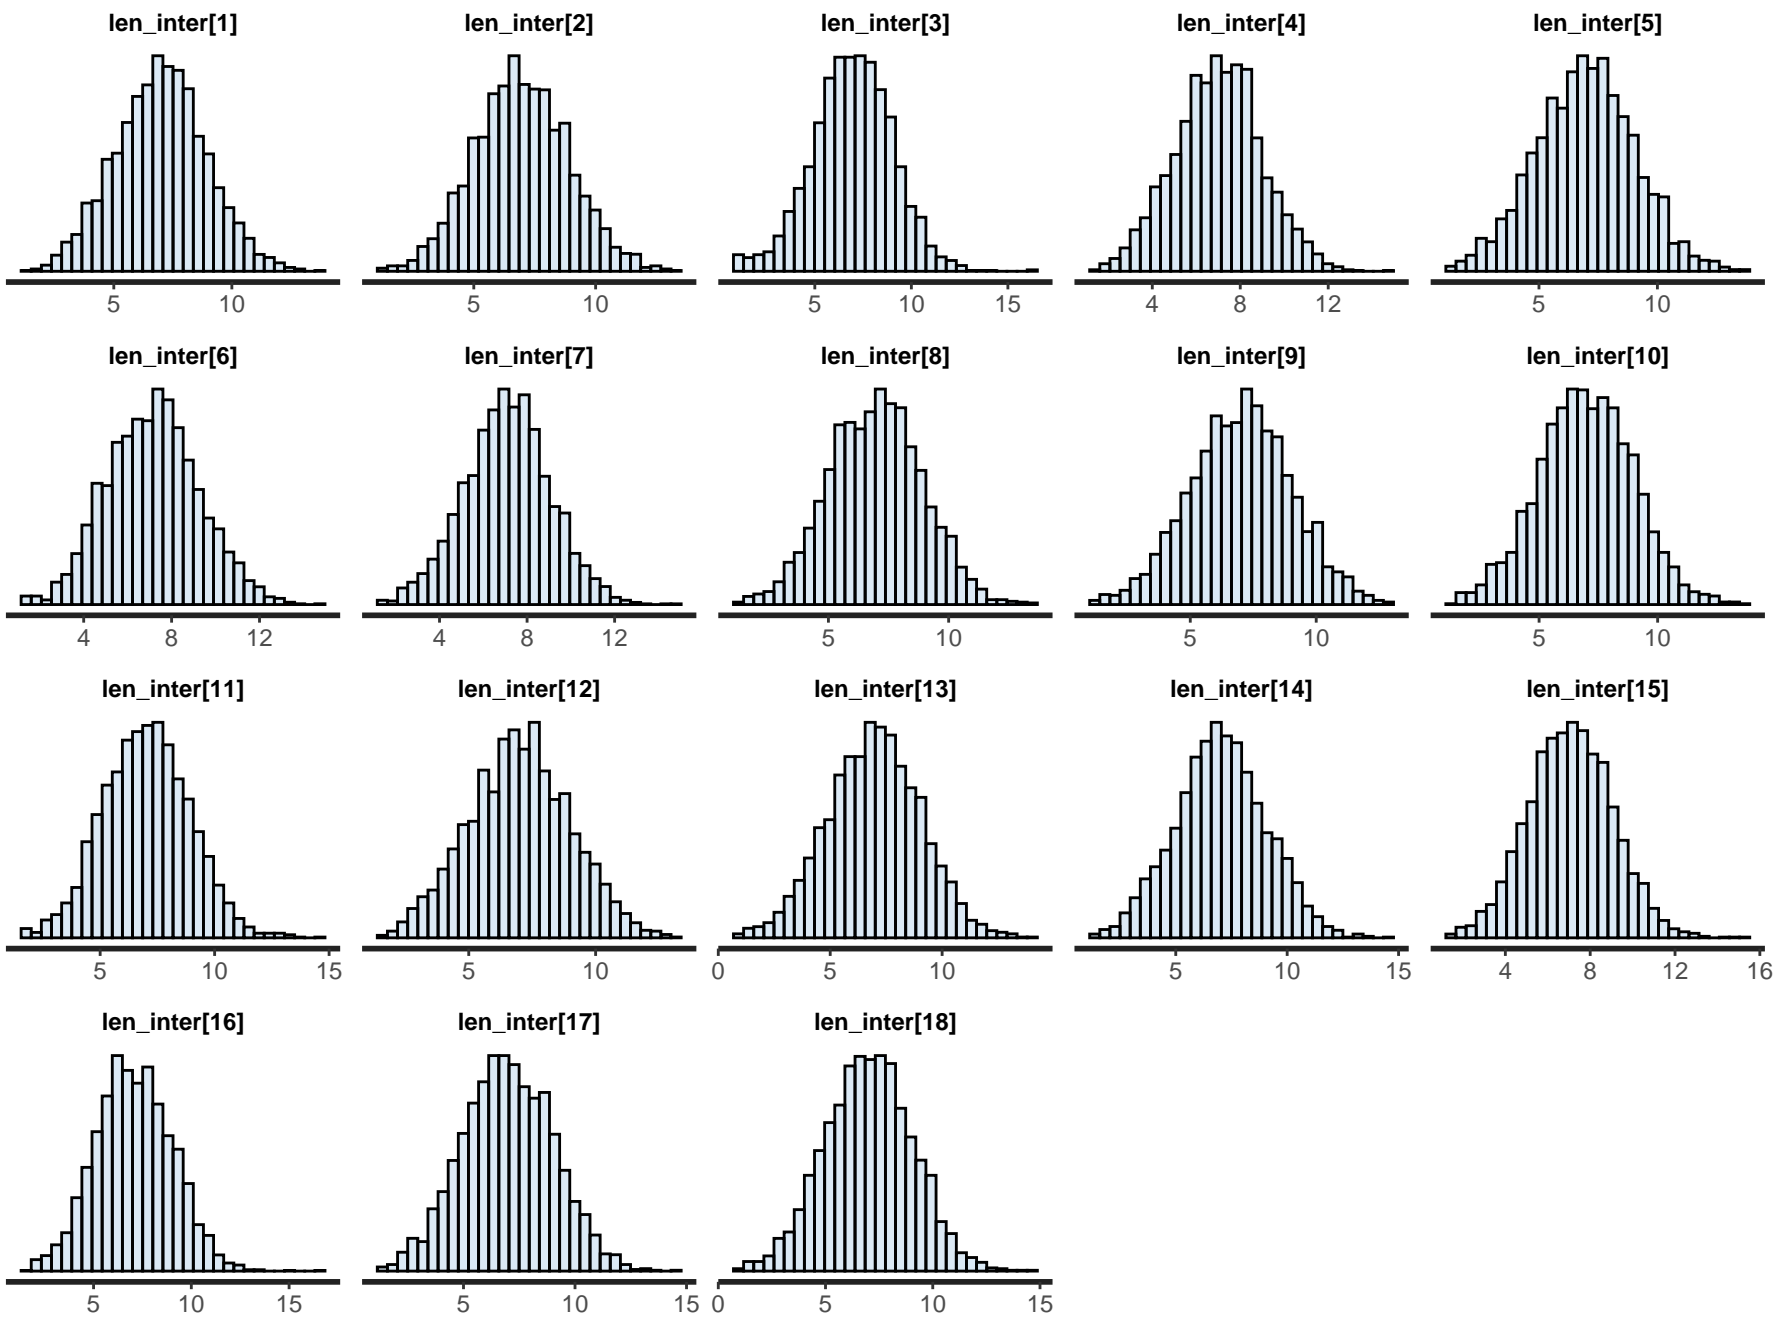 len_inter[1] len_inter[2] len_inter[3] len_inter[4] len_inter[5]
5 10 5 10 5 10 15 4 8 12 5 10
len_inter[6] len_inter[7] len_inter[8] len_inter[9] len_inter[10]
4 8 12 4 8 12 5 10 5 10 5 10
len_inter[11] len_inter[12] len_inter[13] len_inter[14] len_inter[15]
5 10 15 5 10 0 5 10 5 10 15 4 8 12 16
len_inter[16] len_inter[17] len_inter[18]
5 10 15 5 10 15 0 5 10 15